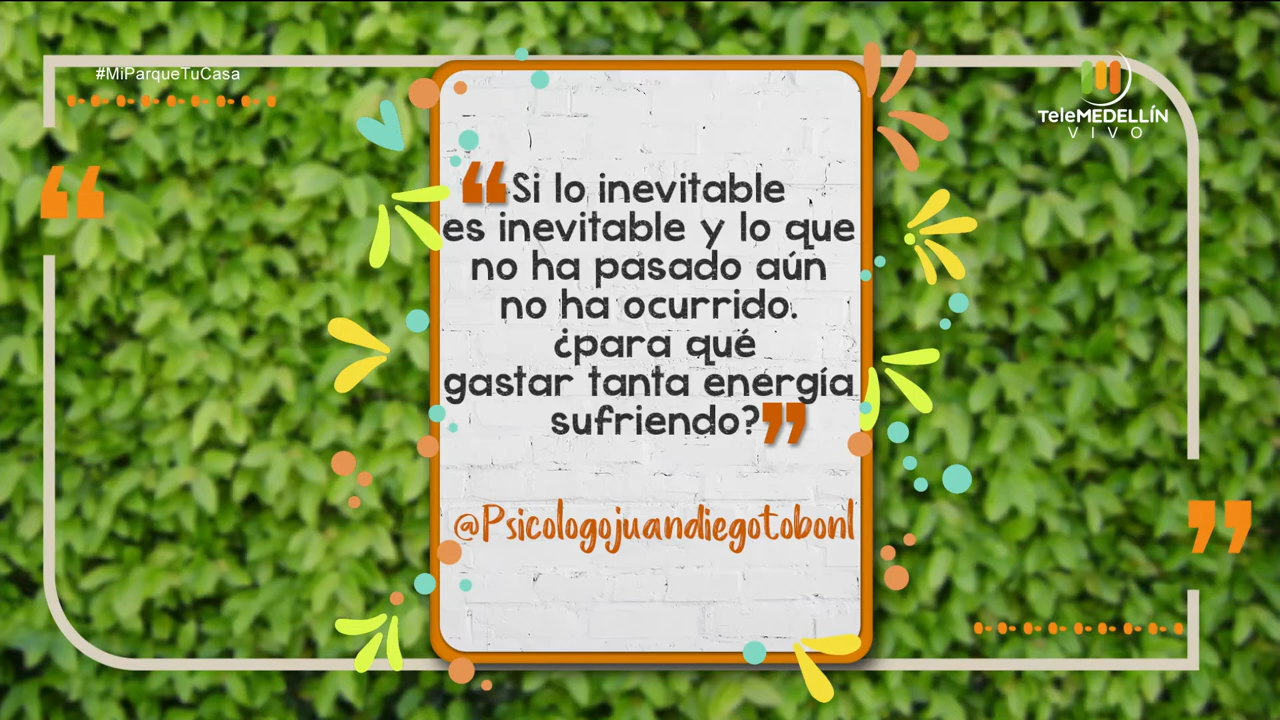 #MiParqueTuCasa
TeleMEDELLÍN
VIVO
“Si lo inevitable
es inevitable y lo que
no ha pasado aún
no ha ocurrido.
¿para qué
gastar tanta energía
sufriendo?”
@Psicologojuandiegotobonl